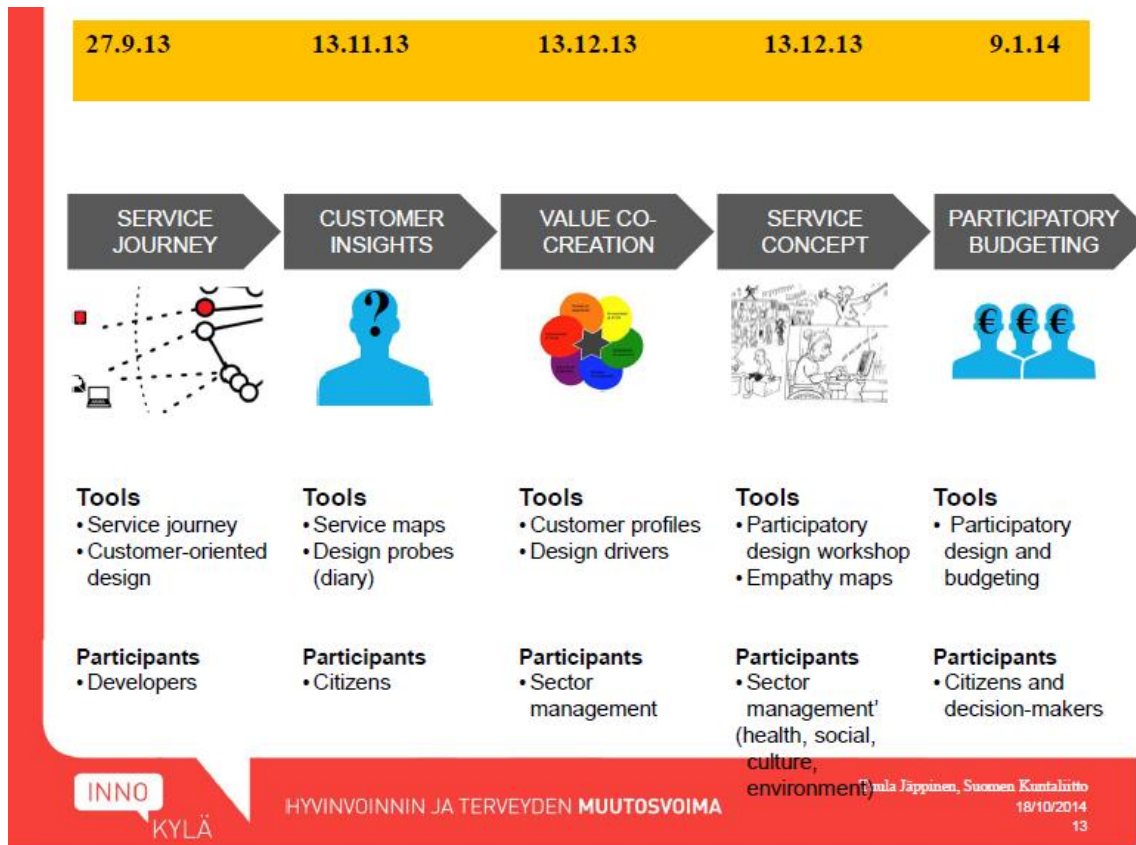 27.9.13 13.11.13 13.12.13 13.12.13 9.1.14
SERVICE
JOURNEY
CUSTOMER
INSIGHTS
VALUE CO-
CREATION
SERVICE
CONCEPT
PARTICIPATORY
BUDGETING
?
€ € €
Tools
• Service journey
• Customer-oriented
design
Tools
• Service maps
• Design probes
(diary)
Tools
• Customer profiles
• Design drivers
Tools
• Participatory
design workshop
• Empathy maps
Tools
• Participatory
design and
budgeting
Participants
• Developers
Participants
• Citizens
Participants
• Sector
management
Participants
• Sector
management’
(health, social,
culture,
environment)
Participants
• Citizens and
decision-makers
INNO
KYLÄ
HYVINVOINNIN JA TERVEYDEN MUUTOSVOIMA
Jäppinen, Suomen Kuntaliitto
18/10/2014
13